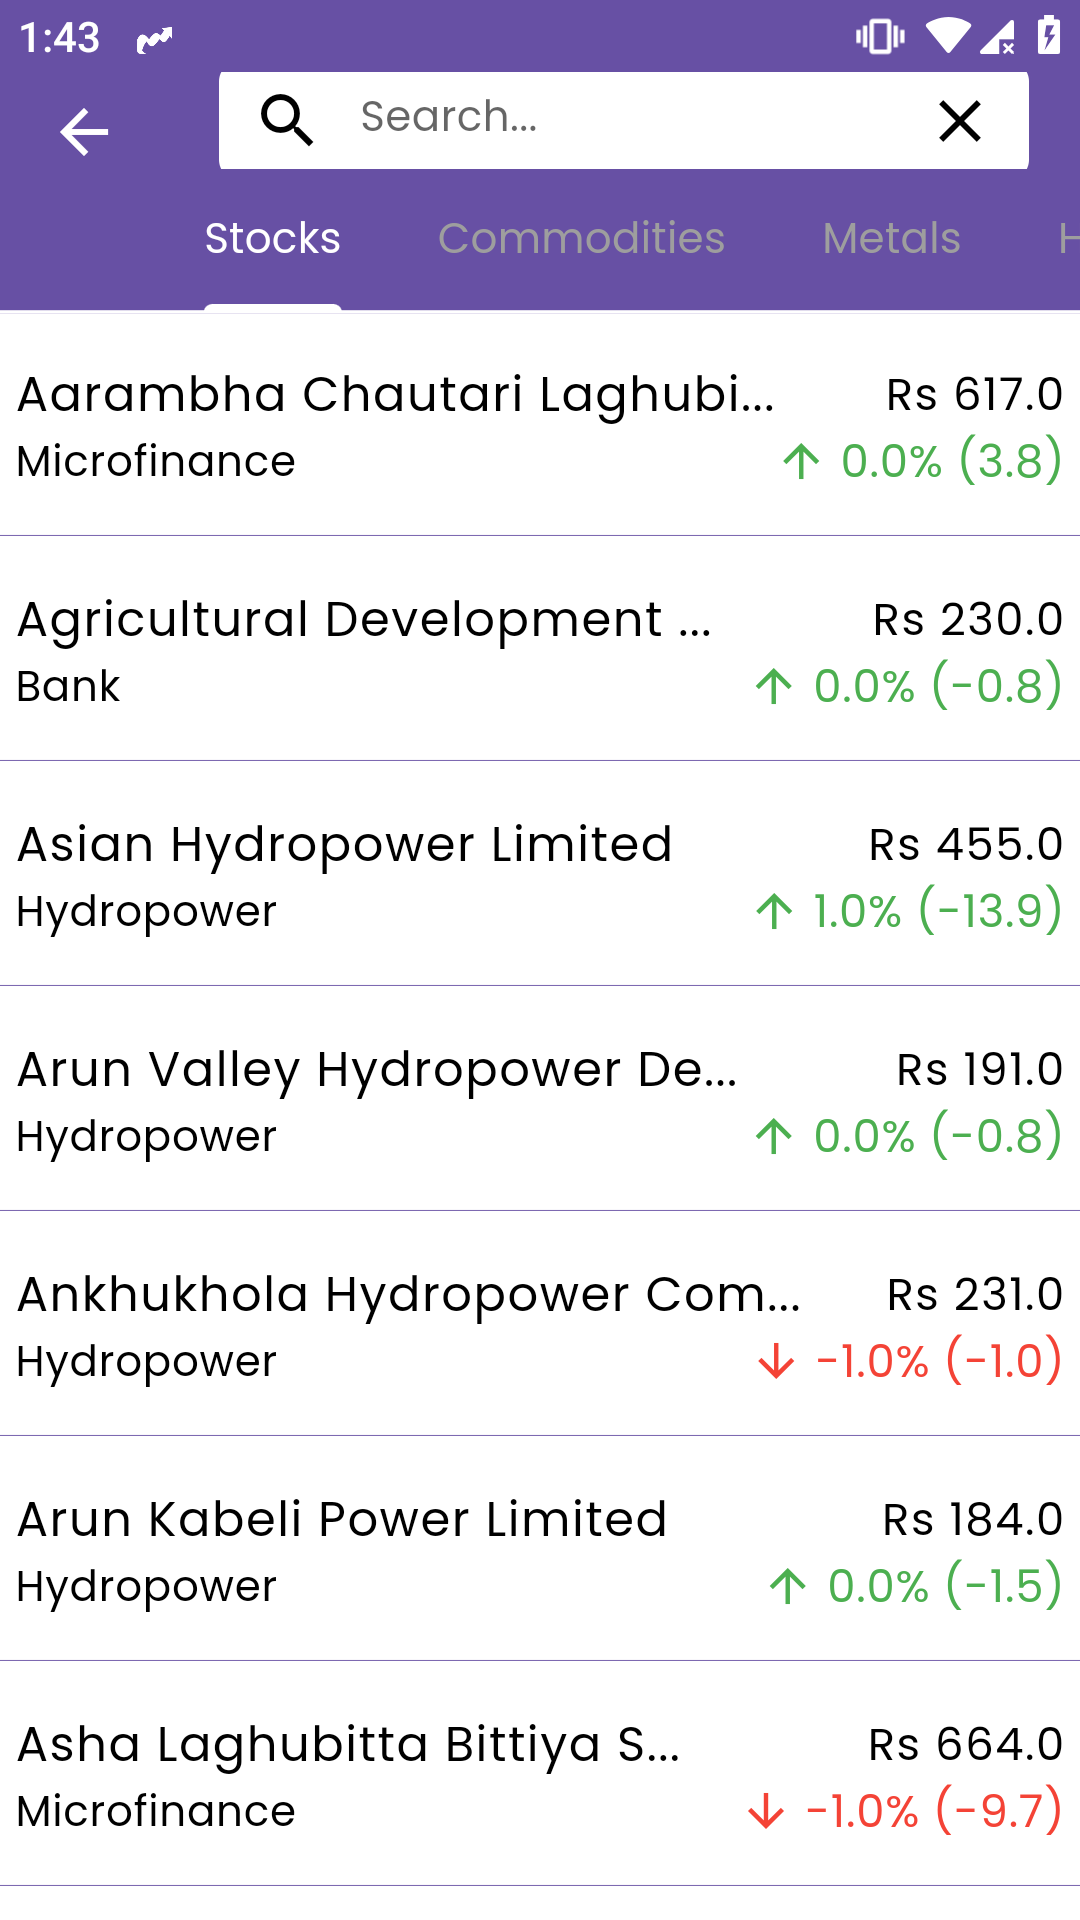 1:43
Search...
Stocks Commodities Metals H
Aarambha Chautari Laghubi... Rs 617.0
Microfinance 0.0% (3.8)
Agricultural Development ... Rs 230.0
Bank 0.0% (-0.8)
Asian Hydropower Limited Rs 455.0
Hydropower 1.0% (-13.9)
Arun Valley Hydropower De... Rs 191.0
Hydropower 0.0% (-0.8)
Ankhukhola Hydropower Com... Rs 231.0
Hydropower -1.0% (-1.0)
Arun Kabeli Power Limited Rs 184.0
Hydropower 0.0% (-1.5)
Asha Laghubitta Bittiya S... Rs 664.0
Microfinance -1.0% (-9.7)